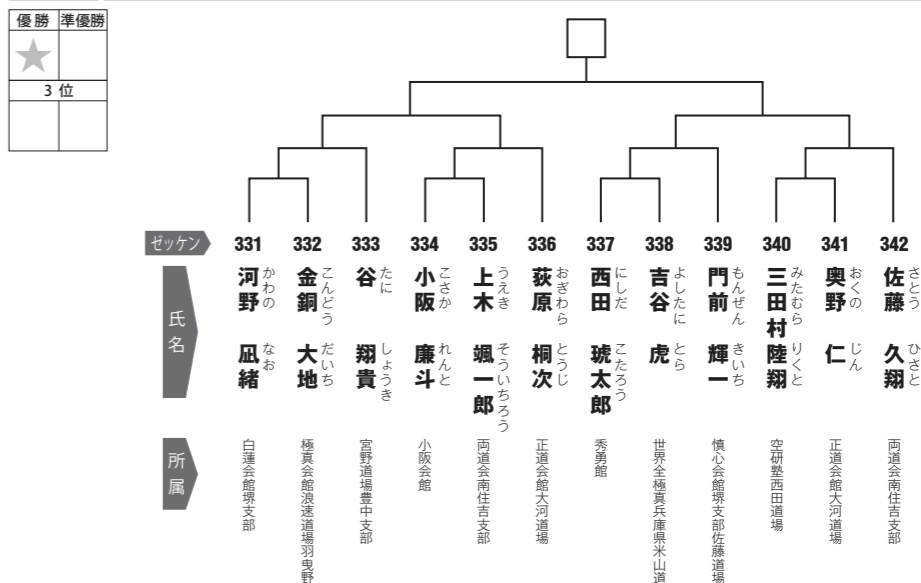 優勝 準優勝
3 位
ゼッケン 331 332 333 334 335 336 337 338 339 340 341 342
氏名
河野 凪緒 かわの なお
金銅 大地 こんどう だいち
谷 翔貴 たに しょうき
小阪 廉斗 こさか れんと
上木 颯一郎 うえき そういちろう
荻原 桐次 おぎわら とうじ
西田 琥太郎 にしだ こたろう
吉谷 虎 よしたに とら
門前 輝一 もんぜん きいち
三田村 陸翔 みたむら りくと
奥野 仁 おくの じん
佐藤 久翔 さとう ひさと
所属
白蓮会館堺支部
極真会館浪速道場羽曳野
宮野道場豊中支部
小阪会館
両道会南住吉支部
正道会館大河道場
秀勇館
世界全極真兵庫県米山道
慎心会館堺支部佐藤道場
空研塾西田道場
正道会館大河道場
両道会南住吉支部